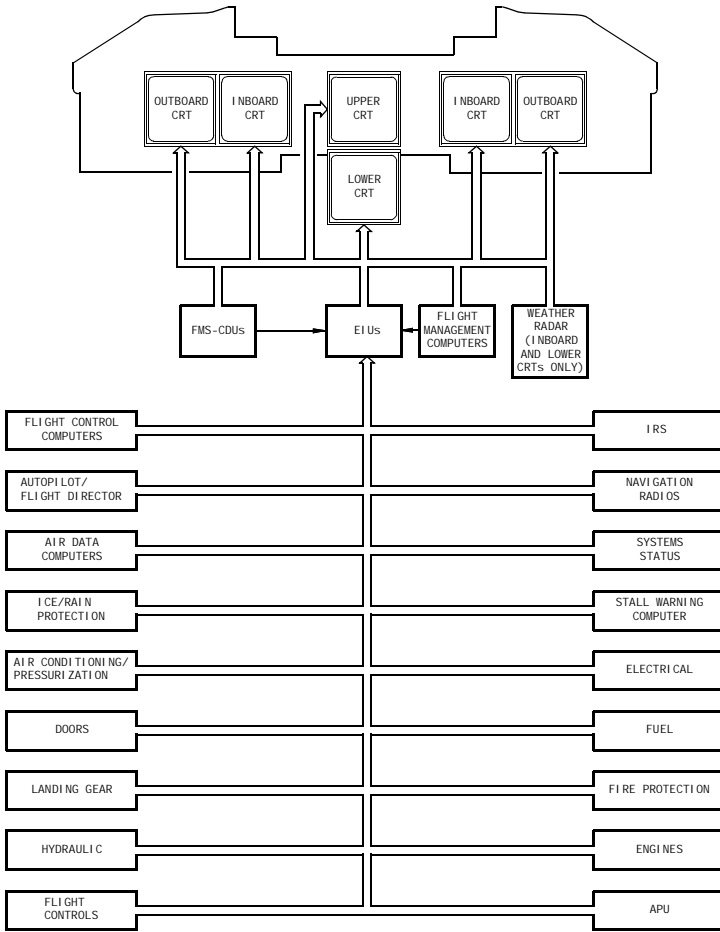 OUTBOARD
CRT
INBOARD
CRT
UPPER
CRT
INBOARD
CRT
OUTBOARD
CRT
LOWER
CRT
FMS-CDUs
EIUs
FLIGHT
MANAGEMENT
COMPUTERS
WEATHER
RADAR
(INBOARD
AND LOWER
CRTs ONLY)
FLIGHT CONTROL
COMPUTERS
IRS
AUTOPILOT/
FLIGHT DIRECTOR
NAVIGATION
RADIOS
AIR DATA
COMPUTERS
SYSTEMS
STATUS
ICE/RAIN
PROTECTION
STALL WARNING
COMPUTER
AIR CONDITIONING/
PRESSURIZATION
ELECTRICAL
DOORS
FUEL
LANDING GEAR
FIRE PROTECTION
HYDRAULIC
ENGINES
FLIGHT
CONTROLS
APU